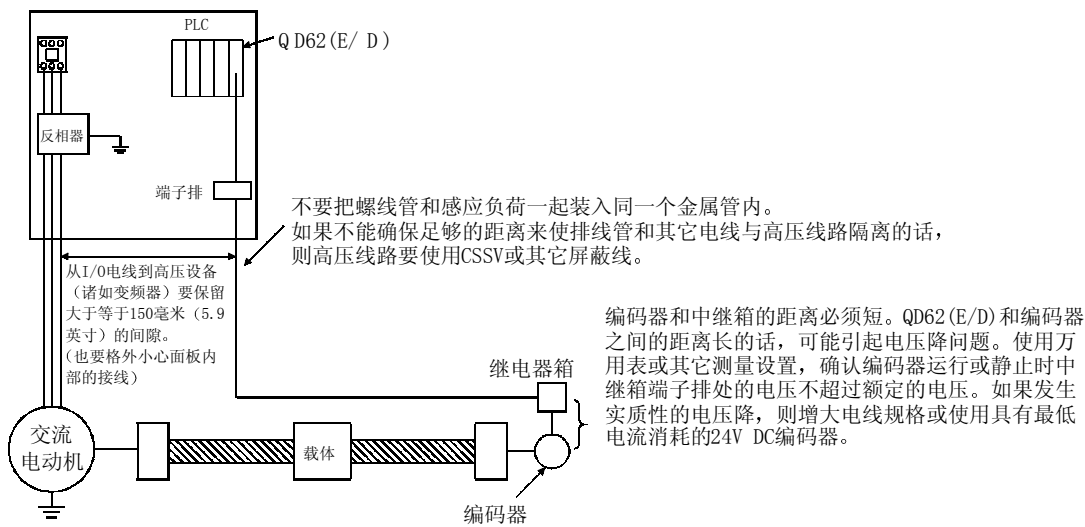 PLC
QD62(E/ D)
反相器
端子排
不要把螺线管和感应负荷一起装入同一个金属管内。
如果不能确保足够的距离来使排线管和其它电线与高压线路隔离的话，
则高压线路要使用CSSV或其它屏蔽线。
从I/O电线到高压设备
（诸如变频器）要保留
大于等于150毫米（5.9
英寸）的间隙。
(也要格外小心面板内
部的接线)
编码器和中继箱的距离必须短。QD62(E/D)和编码器
之间的距离长的话，可能引起电压降问题。使用万
用表或其它测量设置，确认编码器运行或静止时中
继箱端子排处的电压不超过额定的电压。如果发生
实质性的电压降，则增大电线规格或使用具有最低
电流消耗的24V DC编码器。
继电器箱
交流
电动机
载体
编码器